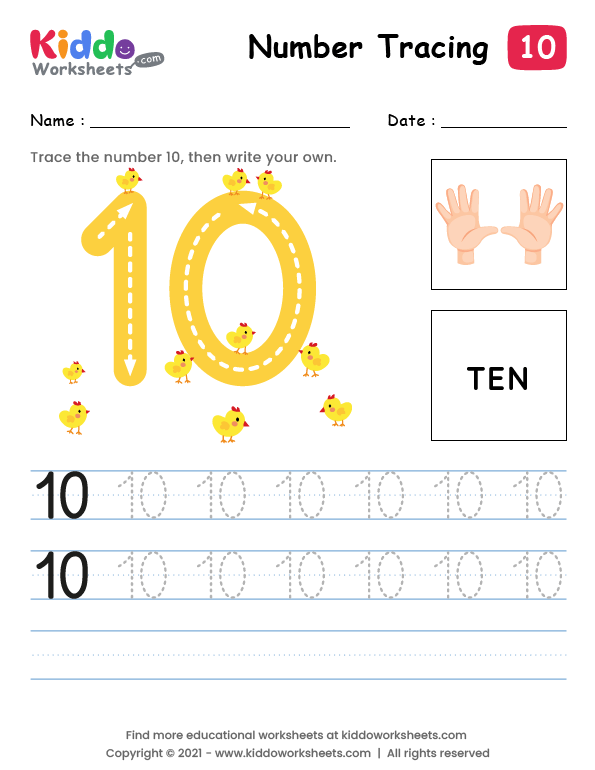 Kiddo
Worksheets.com
Number Tracing 10
Name : Date :
Trace the number 10, then write your own.
10
TEN
10 10 10 10 10 10 10
10 10 10 10 10 10 10
Find more educational worksheets at kiddoworksheets.com
Copyright © 2021 - www.kiddoworksheets.com | All rights reserved